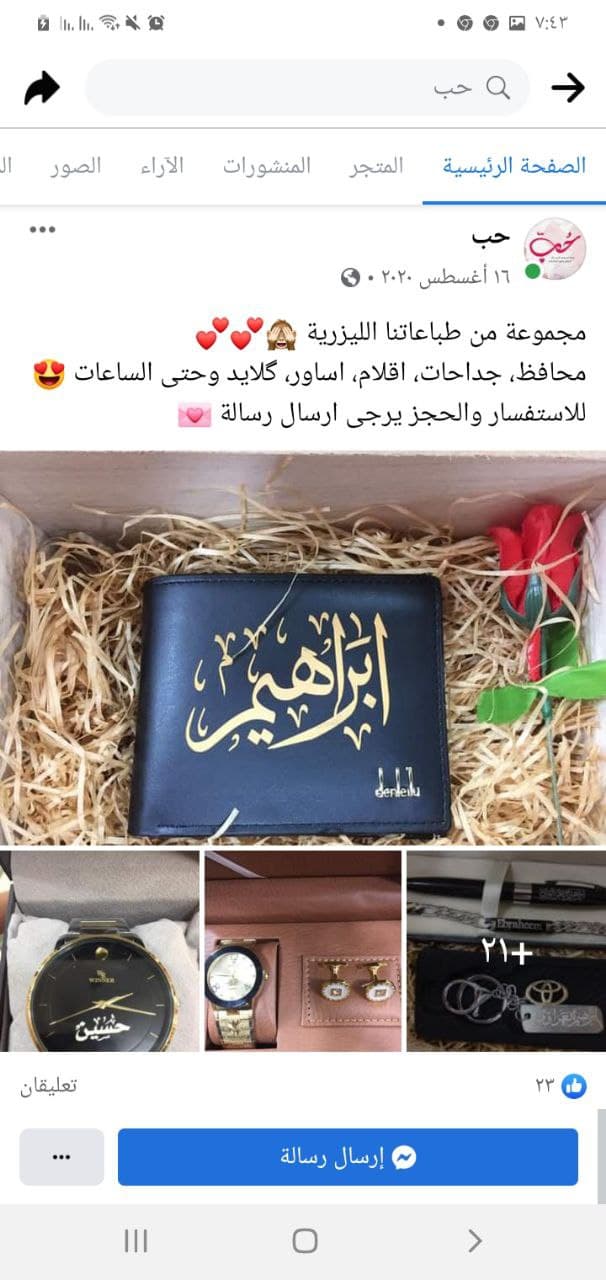 ٧:٤٣
حب
الصفحة الرئيسية
المتجر
المنشورات
الآراء
الصور
حب
١٦ أغسطس ٢٠٢٠
مجموعة من طباعاتنا الليزرية 🙈💕💕
محافظ، جداحات، اقلام، اساور، گلايد وحتى الساعات 😍
للاستفسار والحجز يرجى ارسال رسالة 💌
ابراهيم
WINNER
حسين
Ebraheem
+٢١
٢٣
تعليقان
إرسال رسالة